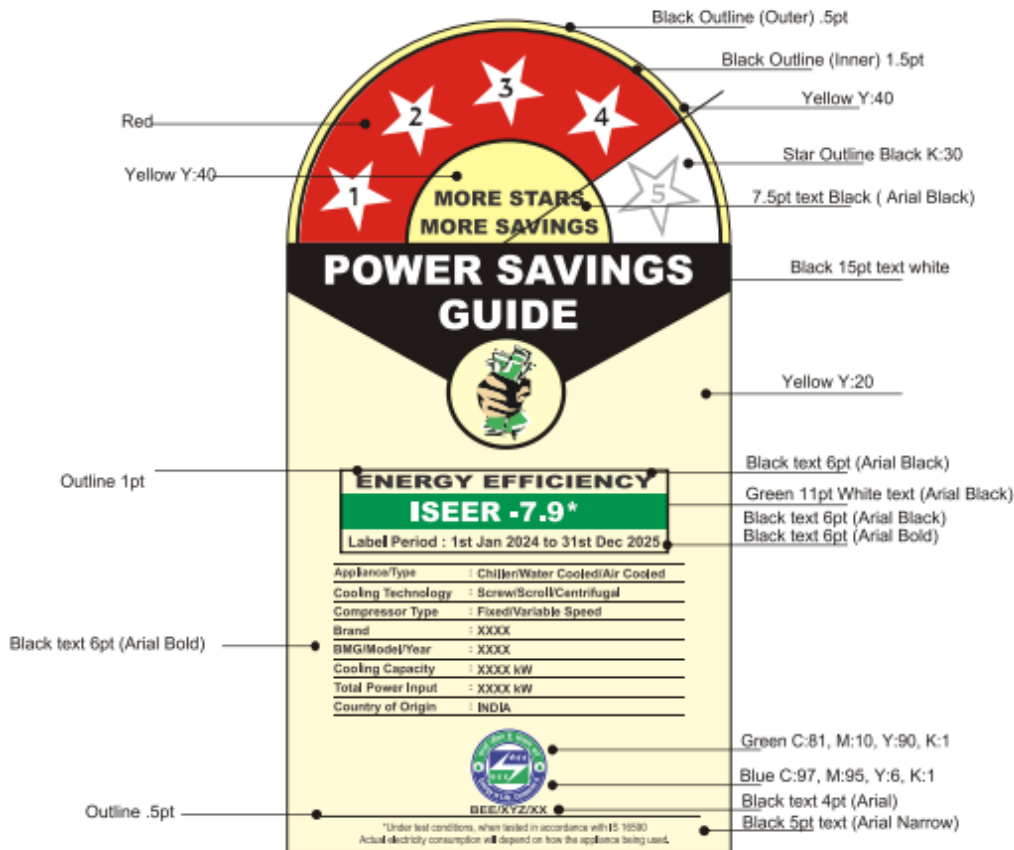 Black Outline (Outer) .5pt
Black Outline (Inner) 1.5pt
Yellow Y:40
Red
Star Outline Black K:30
Yellow Y:40
7.5pt text Black ( Arial Black)
1
2
3
4
5
MORE STARS
MORE SAVINGS
POWER SAVINGS
GUIDE
Black 15pt text white
Yellow Y:20
Outline 1pt
ENERGY EFFICIENCY
Black text 6pt (Arial Black)
ISEER -7.9*
Green 11pt White text (Arial Black)
Black text 6pt (Arial Black)
Label Period : 1st Jan 2024 to 31st Dec 2025
Black text 6pt (Arial Bold)
Appliance/Type : Chiller/Water Cooled/Air Cooled
Cooling Technology : Screw/Scroll/Centrifugal
Compressor Type : Fixed/Variable Speed
Brand : XXXX
Black text 6pt (Arial Bold)
BMG/Model/Year : XXXX
Cooling Capacity : XXXX kW
Total Power Input : XXXX kW
Country of Origin : INDIA
Green C:81, M:10, Y:90, K:1
BEE
BEE
Blue C:97, M:95, Y:6, K:1
BEE/XYZ/XX
Black text 4pt (Arial)
Outline .5pt
Black 5pt text (Arial Narrow)
*Under test conditions, when tested in accordance with IS 16590
Actual electricity consumption will depend on how the appliance being used.